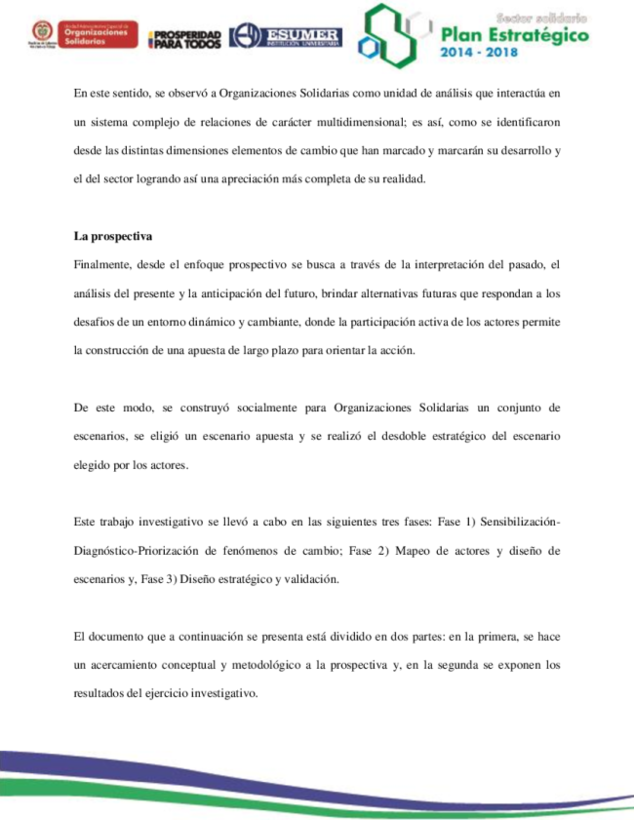 Unidad Administrativa Especial de
Organizaciones
Solidarias
PROSPERIDAD
PARA TODOS
ESUMER
INSTITUCIÓN UNIVERSITARIA
Sector solidario
Plan Estratégico
2014 - 2018
En este sentido, se observó a Organizaciones Solidarias como unidad de análisis que interactúa en
un sistema complejo de relaciones de carácter multidimensional; es así, como se identificaron
desde las distintas dimensiones elementos de cambio que han marcado y marcarán su desarrollo y
el del sector logrando así una apreciación más completa de su realidad.
La prospectiva
Finalmente, desde el enfoque prospectivo se busca a través de la interpretación del pasado, el
análisis del presente y la anticipación del futuro, brindar alternativas futuras que respondan a los
desafíos de un entorno dinámico y cambiante, donde la participación activa de los actores permite
la construcción de una apuesta de largo plazo para orientar la acción.
De este modo, se construyó socialmente para Organizaciones Solidarias un conjunto de
escenarios, se eligió un escenario apuesta y se realizó el desdoble estratégico del escenario
elegido por los actores.
Este trabajo investigativo se llevó a cabo en las siguientes tres fases: Fase 1) Sensibilización-
Diagnóstico-Priorización de fenómenos de cambio; Fase 2) Mapeo de actores y diseño de
escenarios y, Fase 3) Diseño estratégico y validación.
El documento que a continuación se presenta está dividido en dos partes: en la primera, se hace
un acercamiento conceptual y metodológico a la prospectiva y, en la segunda se exponen los
resultados del ejercicio investigativo.